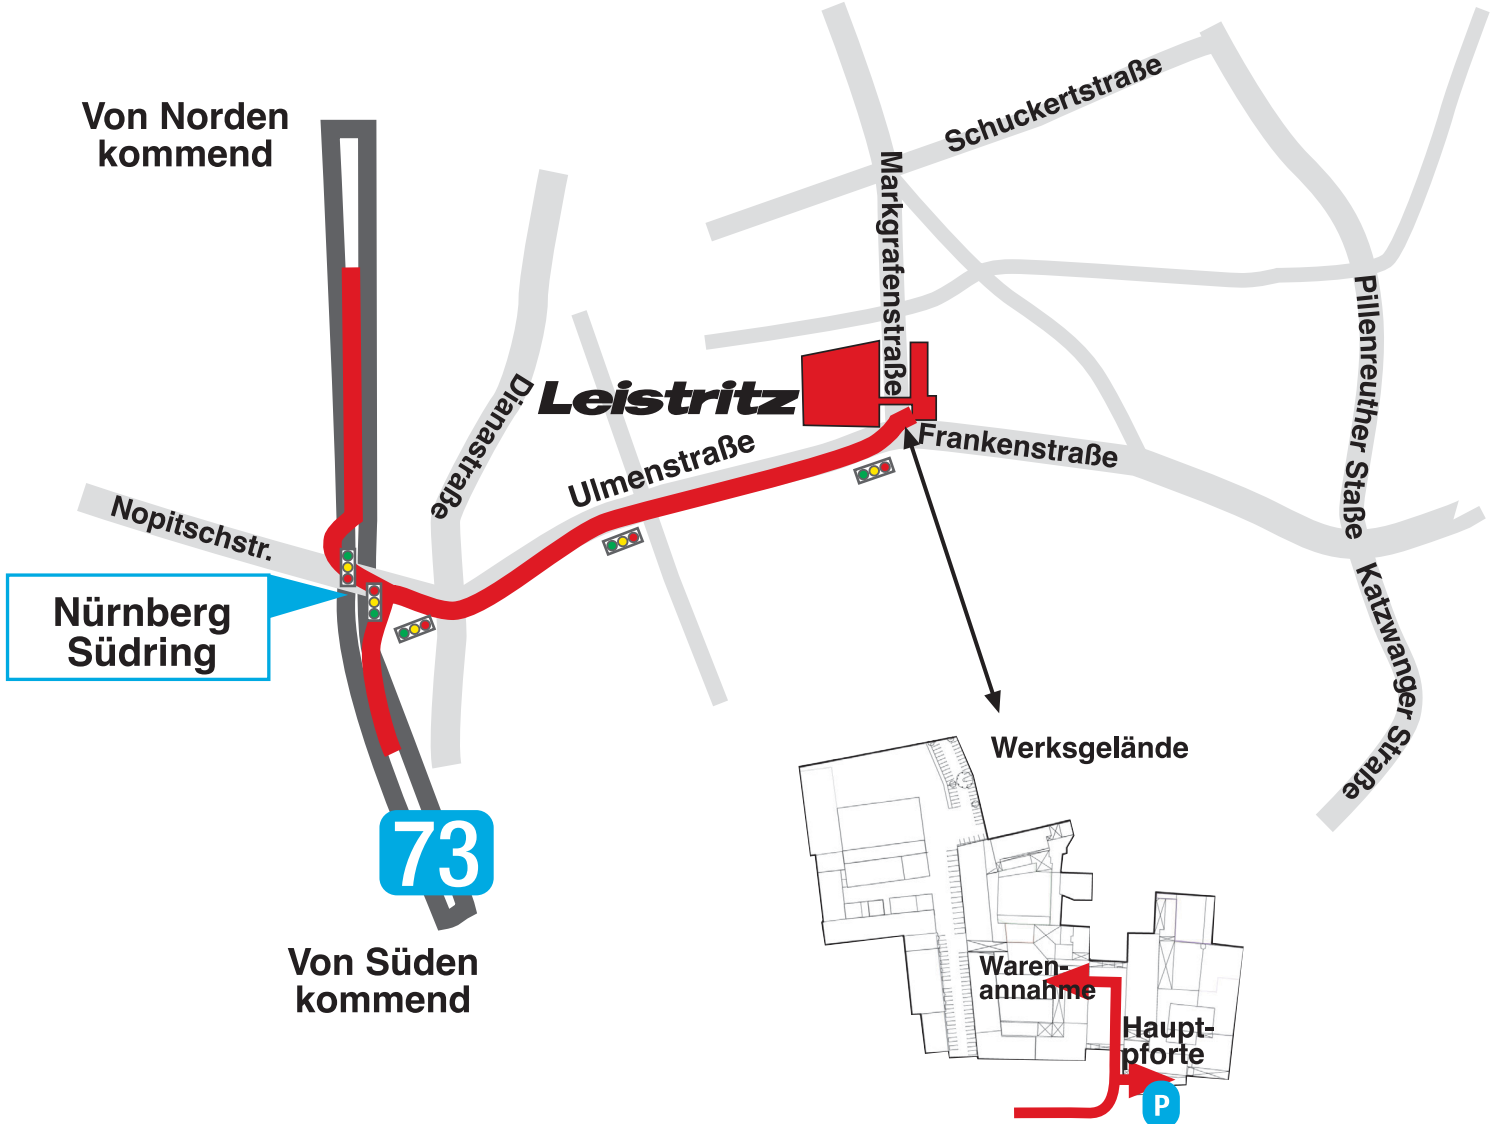 Von Norden
kommend
Schuckertstraße
Markgrafenstraße
Pillenreuther Staße
Dianastraße
Leistritz
Ulmenstraße
Frankenstraße
Nopitschstr.
Nürnberg
Südring
Katzwanger Straße
Werksgelände
73
Von Süden
kommend
Waren-
annahme
Haupt-
pforte
P